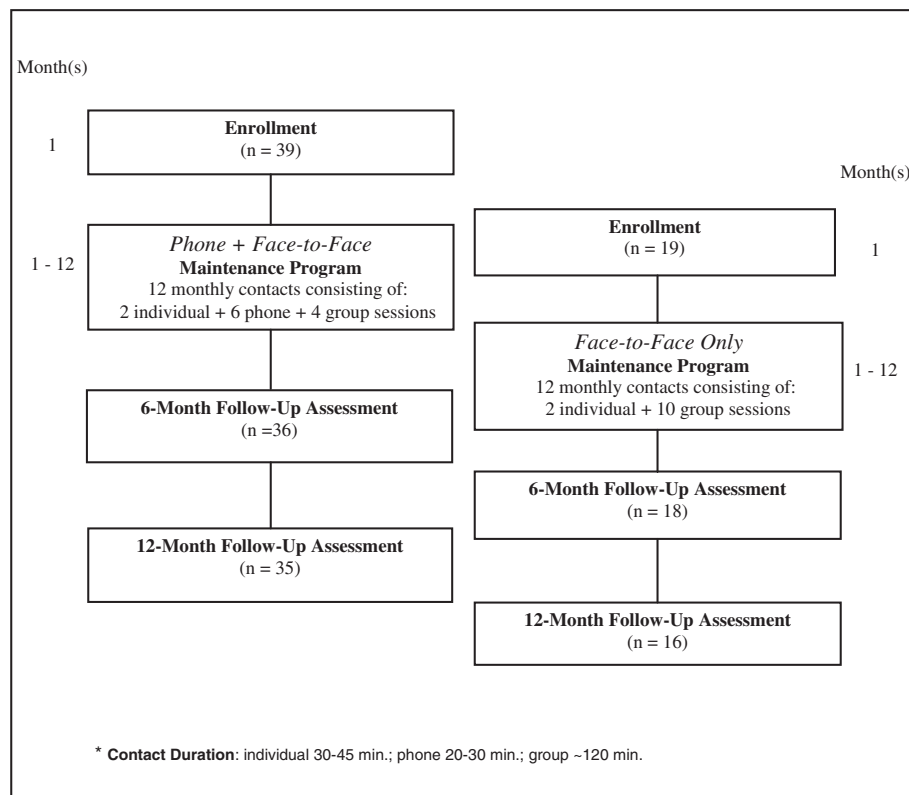 Month(s)
1
Enrollment
(n = 39)
1 - 12
Phone + Face-to-Face
Maintenance Program
12 monthly contacts consisting of:
2 individual + 6 phone + 4 group sessions
6-Month Follow-Up Assessment
(n =36)
12-Month Follow-Up Assessment
(n = 35)
Month(s)
Enrollment
(n = 19)
1
Face-to-Face Only
Maintenance Program
12 monthly contacts consisting of:
2 individual + 10 group sessions
1 - 12
6-Month Follow-Up Assessment
(n = 18)
12-Month Follow-Up Assessment
(n = 16)
* Contact Duration: individual 30-45 min.; phone 20-30 min.; group ~120 min.